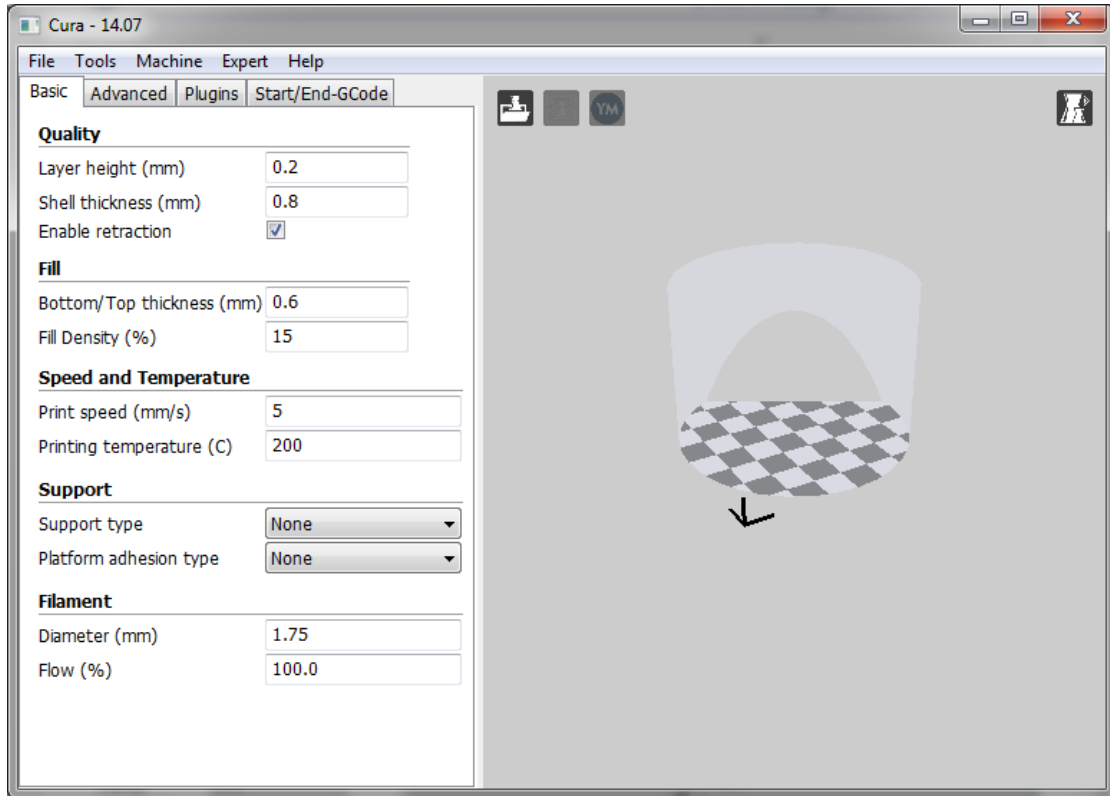 Cura - 14.07
File Tools Machine Expert Help
Basic Advanced Plugins Start/End-GCode
Quality
Layer height (mm) 0.2
Shell thickness (mm) 0.8
Enable retraction
Fill
Bottom/Top thickness (mm) 0.6
Fill Density (%) 15
Speed and Temperature
Print speed (mm/s) 5
Printing temperature (C) 200
Support
Support type None
Platform adhesion type None
Filament
Diameter (mm) 1.75
Flow (%) 100.0
YM